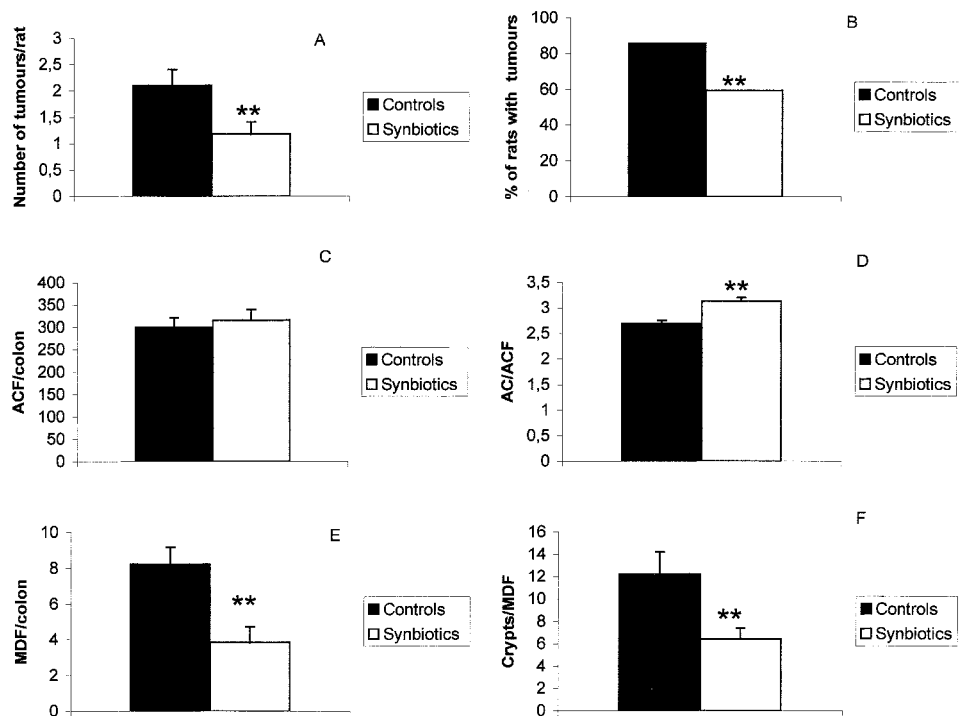 A
Number of tumours/rat
3
2,5
2
1,5
1
0,5
0
**
Controls
Synbiotics
B
% of rats with tumours
100
80
60
40
20
0
**
Controls
Synbiotics
C
ACF/colon
400
350
300
250
200
150
100
50
0
Controls
Synbiotics
D
AC/ACF
3,5
3
2,5
2
1,5
1
0,5
0
**
Controls
Synbiotics
E
MDF/colon
10
8
6
4
2
0
**
Controls
Synbiotics
F
Crypts/MDF
16
14
12
10
8
6
4
2
0
**
Controls
Synbiotics